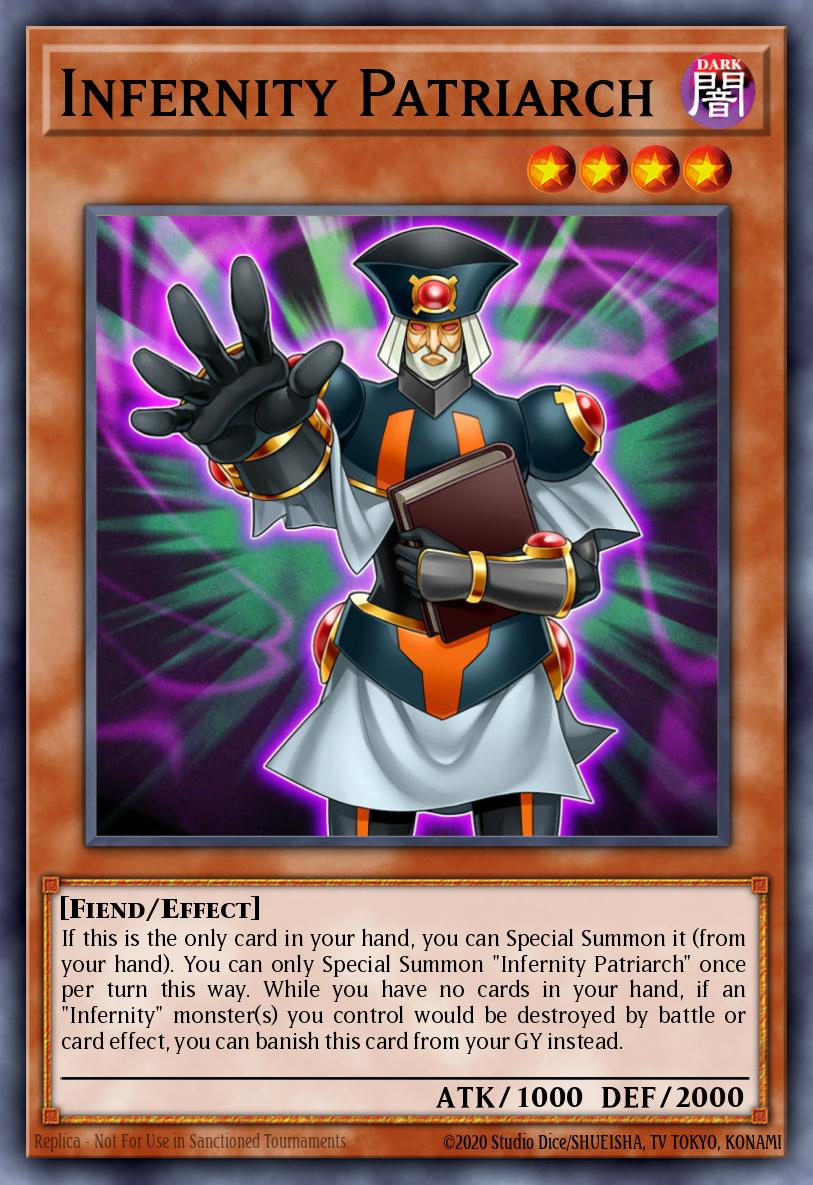 Infernity Patriarch
DARK
闇
[Fiend/Effect]
If this is the only card in your hand, you can Special Summon it (from
your hand). You can only Special Summon "Infernity Patriarch" once
per turn this way. While you have no cards in your hand, if an
"Infernity" monster(s) you control would be destroyed by battle or
card effect, you can banish this card from your GY instead.
ATK/1000 DEF/2000
Replica - Not For Use in Sanctioned Tournaments.
©2020 Studio Dice/SHUEISHA, TV TOKYO, KONAMI